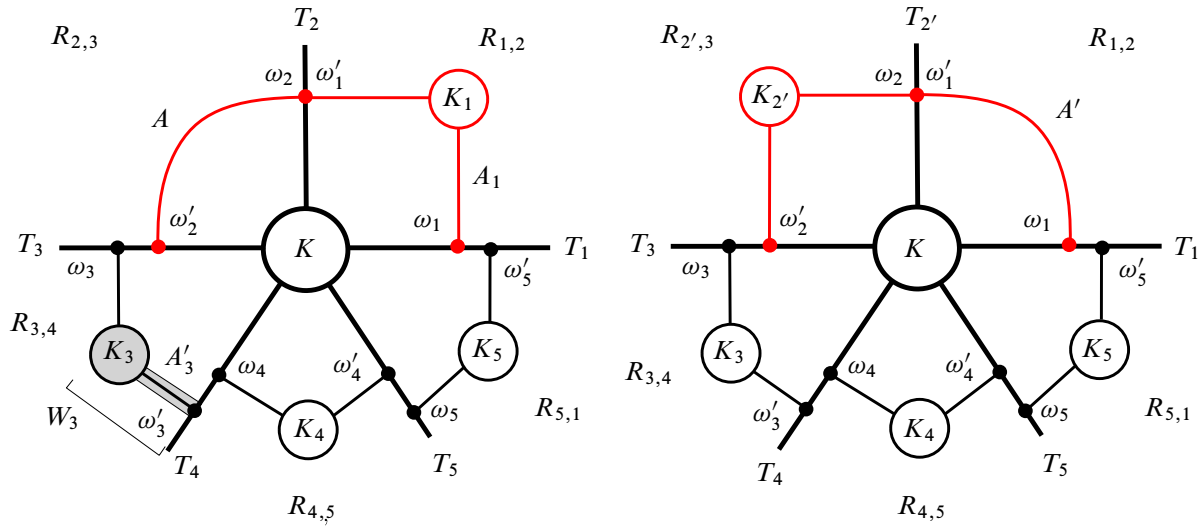 T₂
R₂,₃
R₁,₂
ω₂
ω′₁
K₁
A
A₁
ω′₂
ω₁
T₃
K
T₁
ω₃
ω′₅
R₃,₄
K₃
A′₃
ω₄
ω′₄
K₅
W₃
ω′₃
K₄
ω₅
R₅,₁
T₄
T₅
R₄,₅
,
T₂′
R₂′,₃
R₁,₂
ω₂
ω′₁
K₂′
A′
ω′₂
ω₁
T₃
K
T₁
ω₃
ω′₅
K₃
K₅
R₃,₄
ω₄
ω′₄
ω′₃
K₄
ω₅
R₅,₁
T₄
T₅
R₄,₅